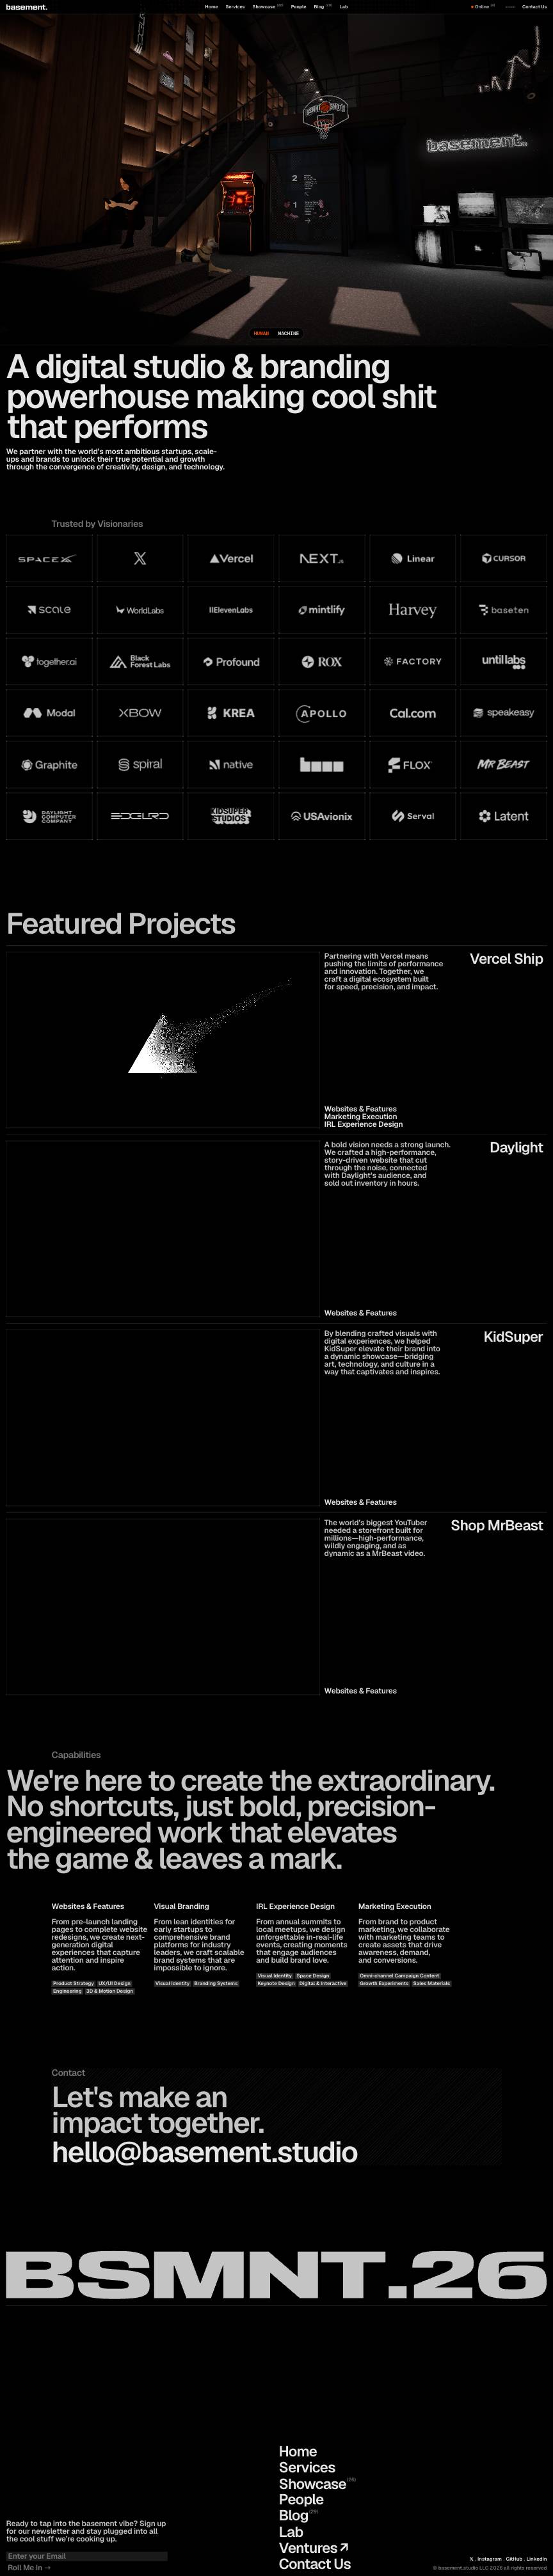 basement.
Home Services Showcase People Blog Lab
Online
Contact Us
BSMNT SPORTS
basement.
2
1
HUMAN MACHINE
A digital studio & branding
powerhouse making cool shit
that performs
We partner with the world's most ambitious startups, scale-
ups and brands to unlock their true potential and growth
through the convergence of creativity, design, and technology.
Trusted by Visionaries
SPACEX X Vercel NEXT.JS Linear CURSOR
scale WorldLabs IIElevenLabs mintlify Harvey baseten
together.ai Black Forest Labs Profound ROX FACTORY until labs
Modal XBOW KREA APOLLO Cal.com speakeasy
Graphite spiral native FLOX MR BEAST
DAYLIGHT COMPUTER COMPANY EDGLRD KIDSUPER STUDIOS USAvionix Serval Latent
Featured Projects
Vercel Ship
Partnering with Vercel means
pushing the limits of performance
and innovation. Together, we
craft a digital ecosystem built
for speed, precision, and impact.
Websites & Features
Marketing Execution
IRL Experience Design
Daylight
A bold vision needs a strong launch.
We crafted a high-performance,
story-driven website that cut
through the noise, connected
with Daylight's audience, and
sold out inventory in hours.
Websites & Features
KidSuper
By blending crafted visuals with
digital experiences, we helped
KidSuper elevate their brand into
a dynamic showcase—bridging
art, technology, and culture in a
way that captivates and inspires.
Websites & Features
Shop MrBeast
The world's biggest YouTuber
needed a storefront built for
millions—high-performance,
wildly engaging, and as
dynamic as a MrBeast video.
Websites & Features
Capabilities
We're here to create the extraordinary.
No shortcuts, just bold, precision-
engineered work that elevates
the game & leaves a mark.
Websites & Features
From pre-launch landing
pages to complete website
redesigns, we create next-
generation digital
experiences that capture
attention and inspire
action.
Product Strategy UX/UI Design
Engineering 3D & Motion Design
Visual Branding
From lean identities for
early startups to
comprehensive brand
platforms for industry
leaders, we craft scalable
brand systems that are
impossible to ignore.
Visual Identity Branding Systems
IRL Experience Design
From annual summits to
local meetups, we design
unforgettable in-real-life
events, creating moments
that engage audiences
and build brand love.
Visual Identity Space Design
Keynote Design Digital & Interactive
Marketing Execution
From brand to product
marketing, we collaborate
with marketing teams to
create assets that drive
awareness, demand,
and conversions.
Omni-channel Campaign Content
Growth Experiments Sales Materials
Contact
Let's make an
impact together.
hello@basement.studio
BSMNT.26
Home
Services
Showcase
People
Blog
Lab
Ventures ↗
Contact Us
Ready to tap into the basement vibe? Sign up
for our newsletter and stay plugged into all
the cool stuff we're cooking up.
Enter your Email
Roll Me In →
X , Instagram , GitHub , LinkedIn
© basement.studio LLC 2026 all rights reserved